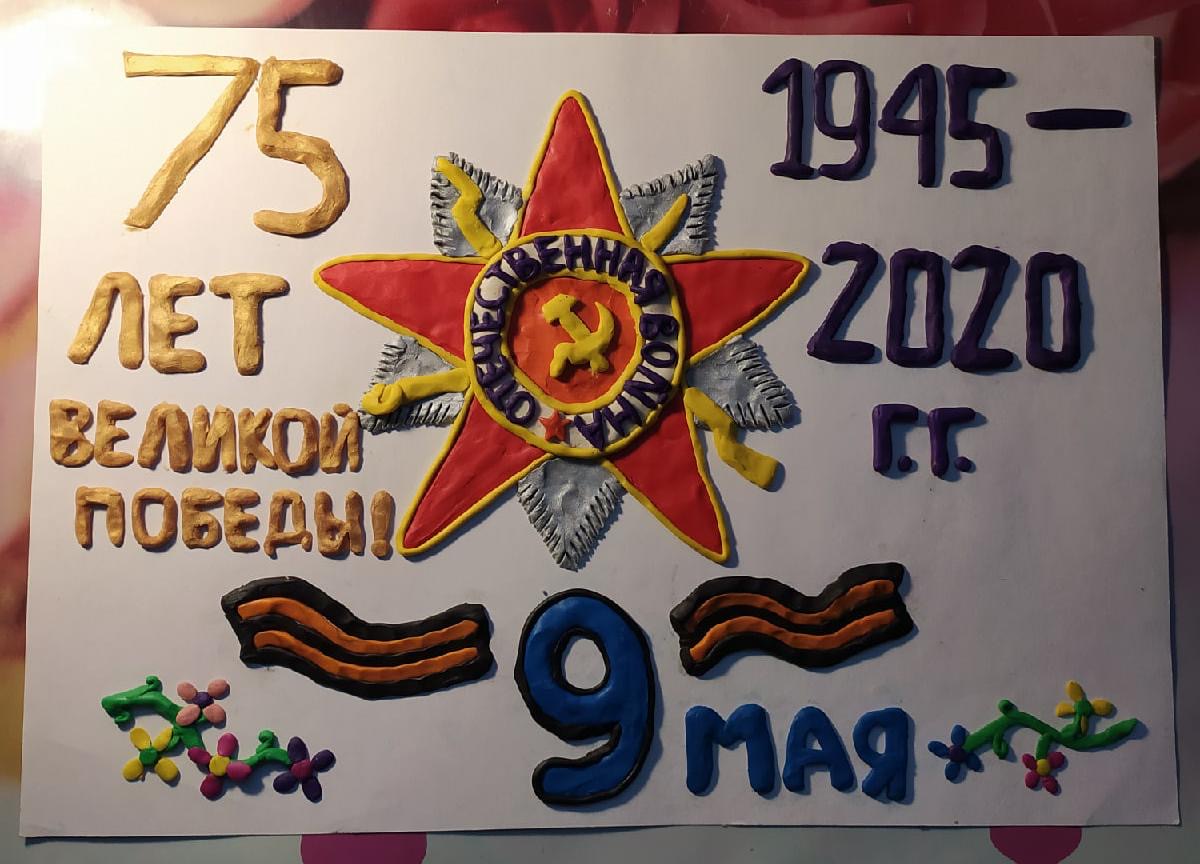 75
ЛЕТ
ВЕЛИКОЙ
ПОБЕДЫ!
ОТЕЧЕСТВЕННАЯ ВОЙНА
1945—
2020
Г.Г.
9 МАЯ